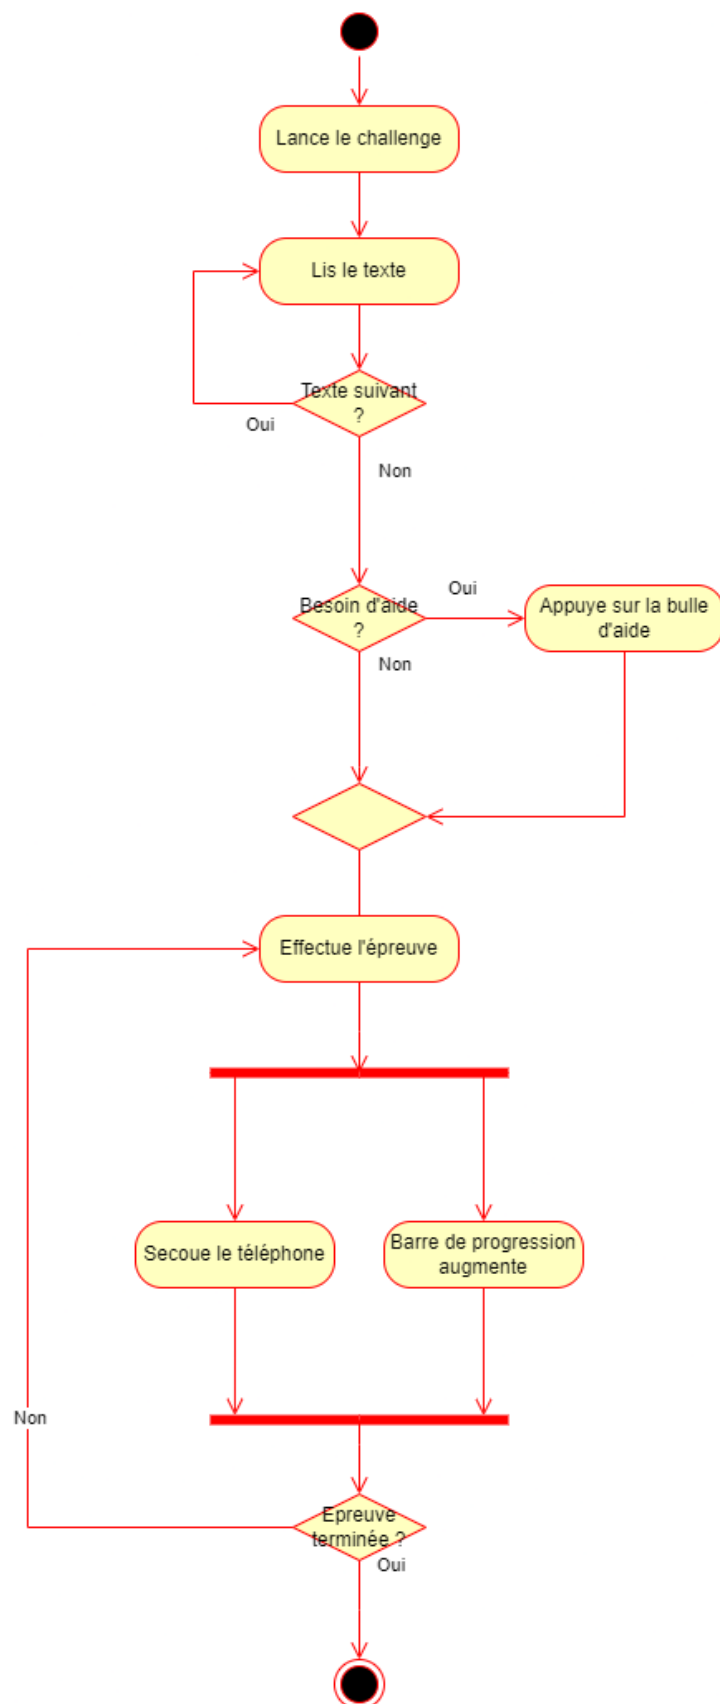 Lance le challenge
Lis le texte
Texte suivant
?
Oui
Non
Besoin d'aide
?
Oui
Appuye sur la bulle
d'aide
Non
Effectue l'épreuve
Secoue le téléphone
Barre de progression
augmente
Non
Epreuve
terminée ?
Oui